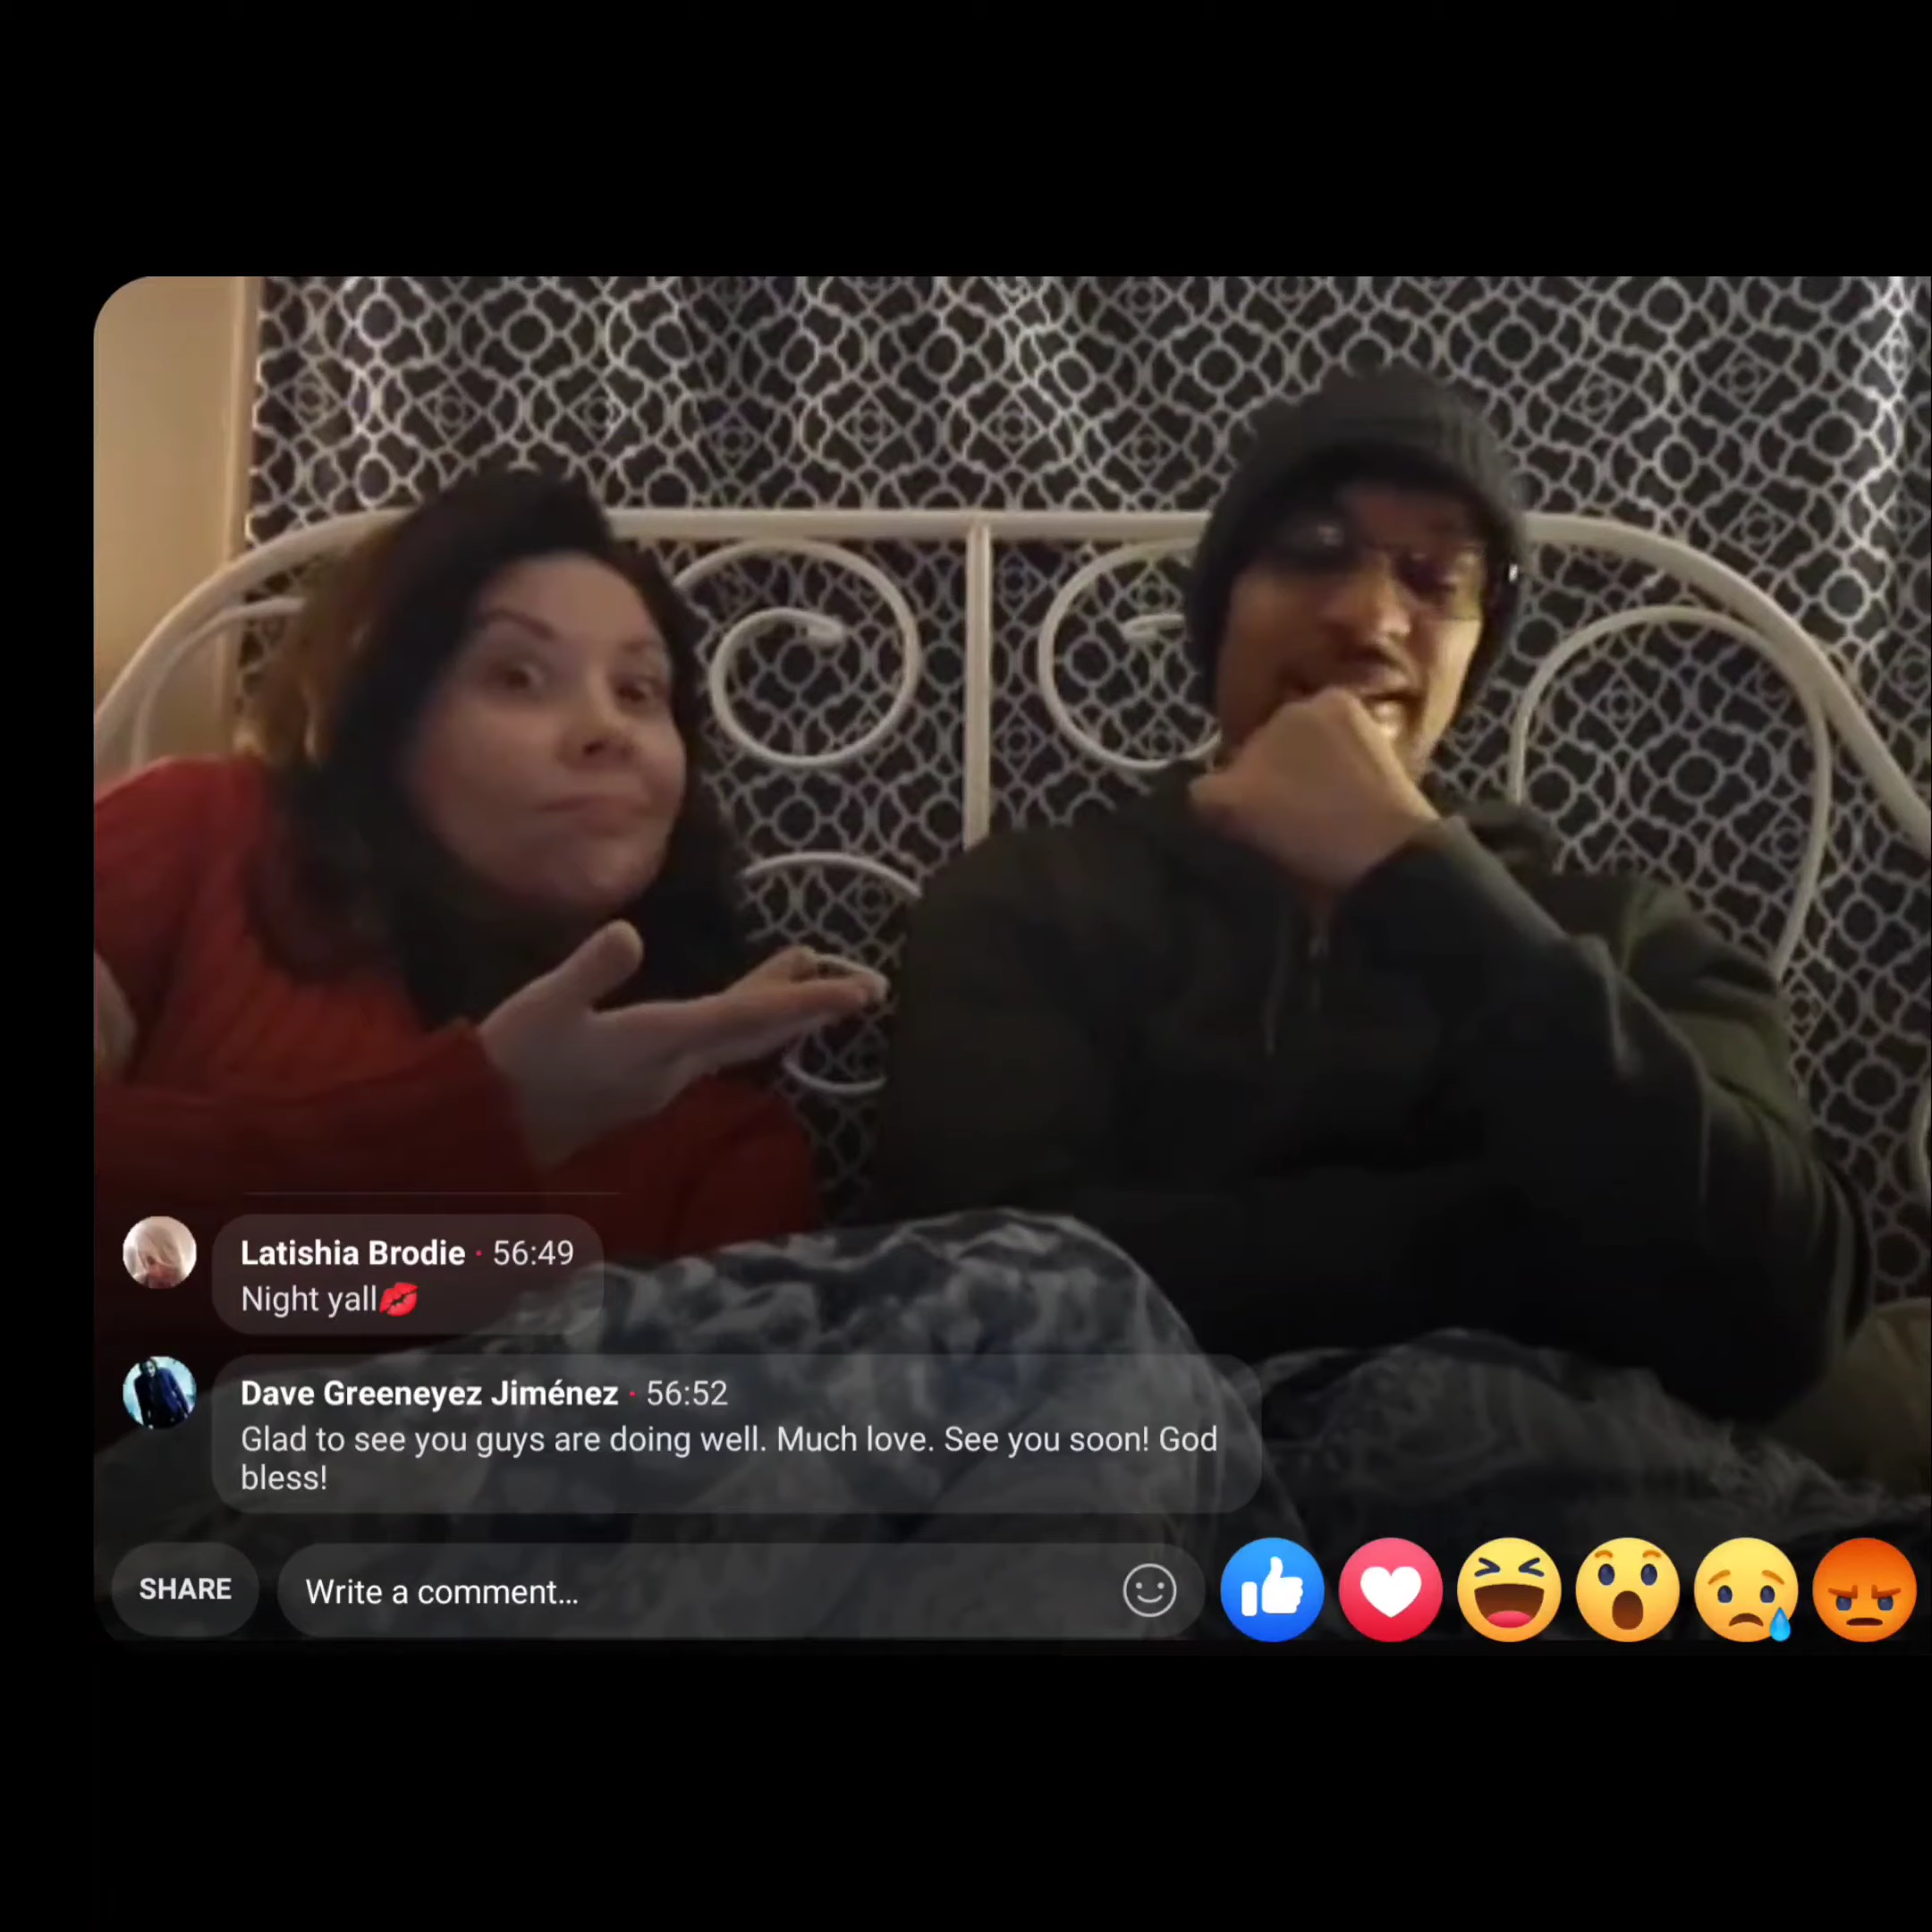 Latishia Brodie · 56:49
Night yall💋
Dave Greeneyez Jiménez · 56:52
Glad to see you guys are doing well. Much love. See you soon! God
bless!
SHARE
Write a comment...